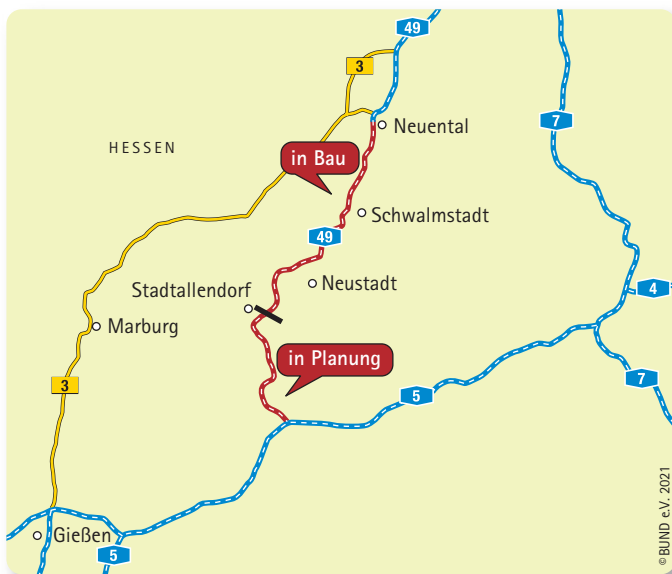 49
3
7
Neuental
HESSEN
in Bau
Schwalmstadt
49
Neustadt
Stadtallendorf
4
Marburg
in Planung
7
3
5
Gießen
5
© BUND e.V. 2021